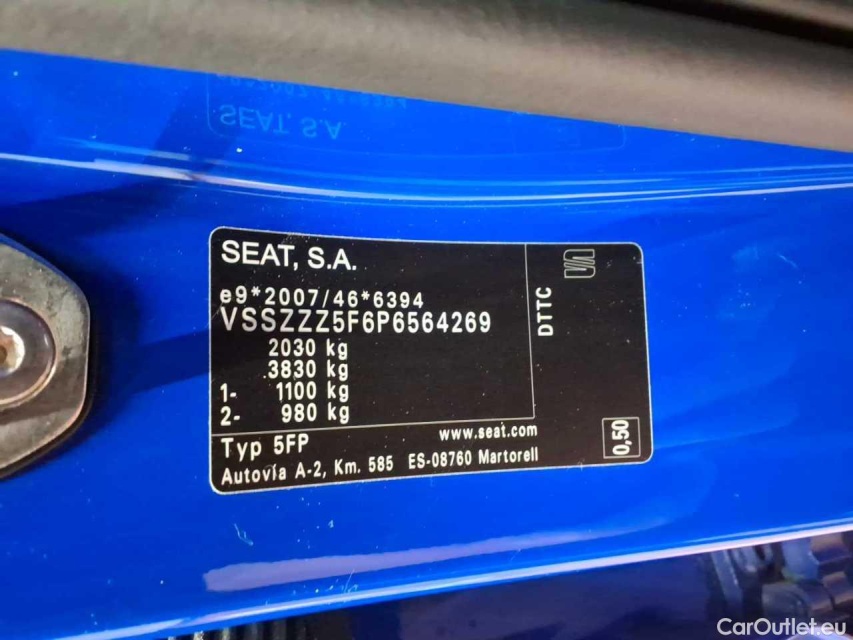 SEAT, S.A.
e9*2007/46*6394
VSSZZZ5F6P6564269
2030 kg
3830 kg
1- 1100 kg
2- 980 kg
DTTC
Typ 5FP
www.seat.com
Autovía A-2, Km. 585 ES-08760 Martorell
0,50
SEAT, S.A
CarOutlet.eu